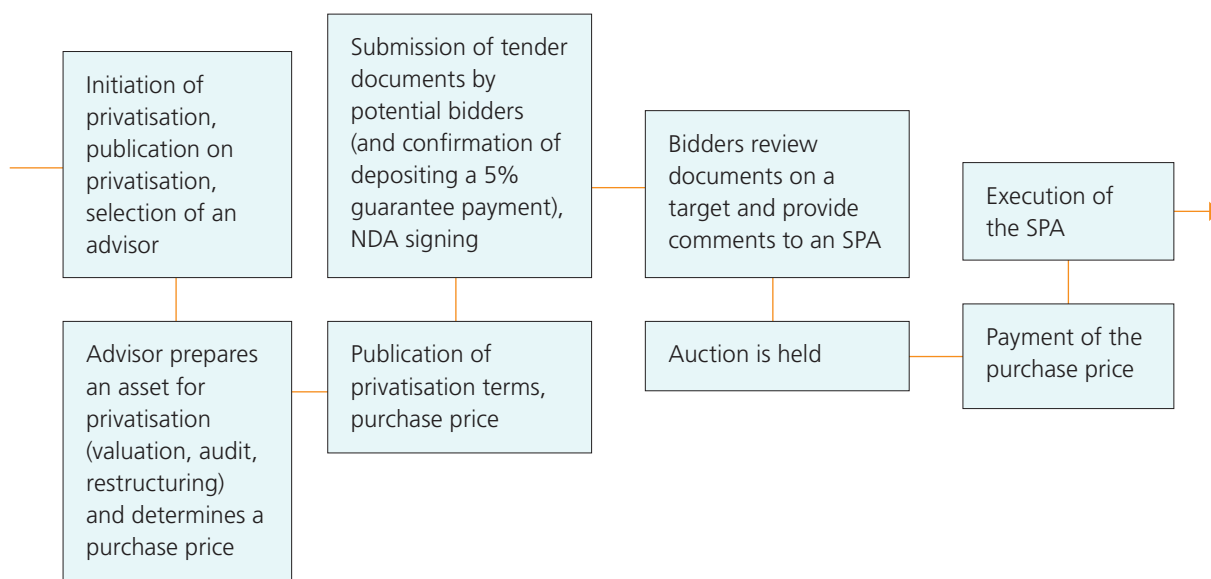 Initiation of
privatisation,
publication on
privatisation,
selection of an
advisor
Advisor prepares
an asset for
privatisation
(valuation, audit,
restructuring)
and determines a
purchase price
Publication of
privatisation terms,
purchase price
Submission of tender
documents by
potential bidders
(and confirmation of
depositing a 5%
guarantee payment),
NDA signing
Bidders review
documents on a
target and provide
comments to an SPA
Auction is held
Payment of the
purchase price
Execution of
the SPA